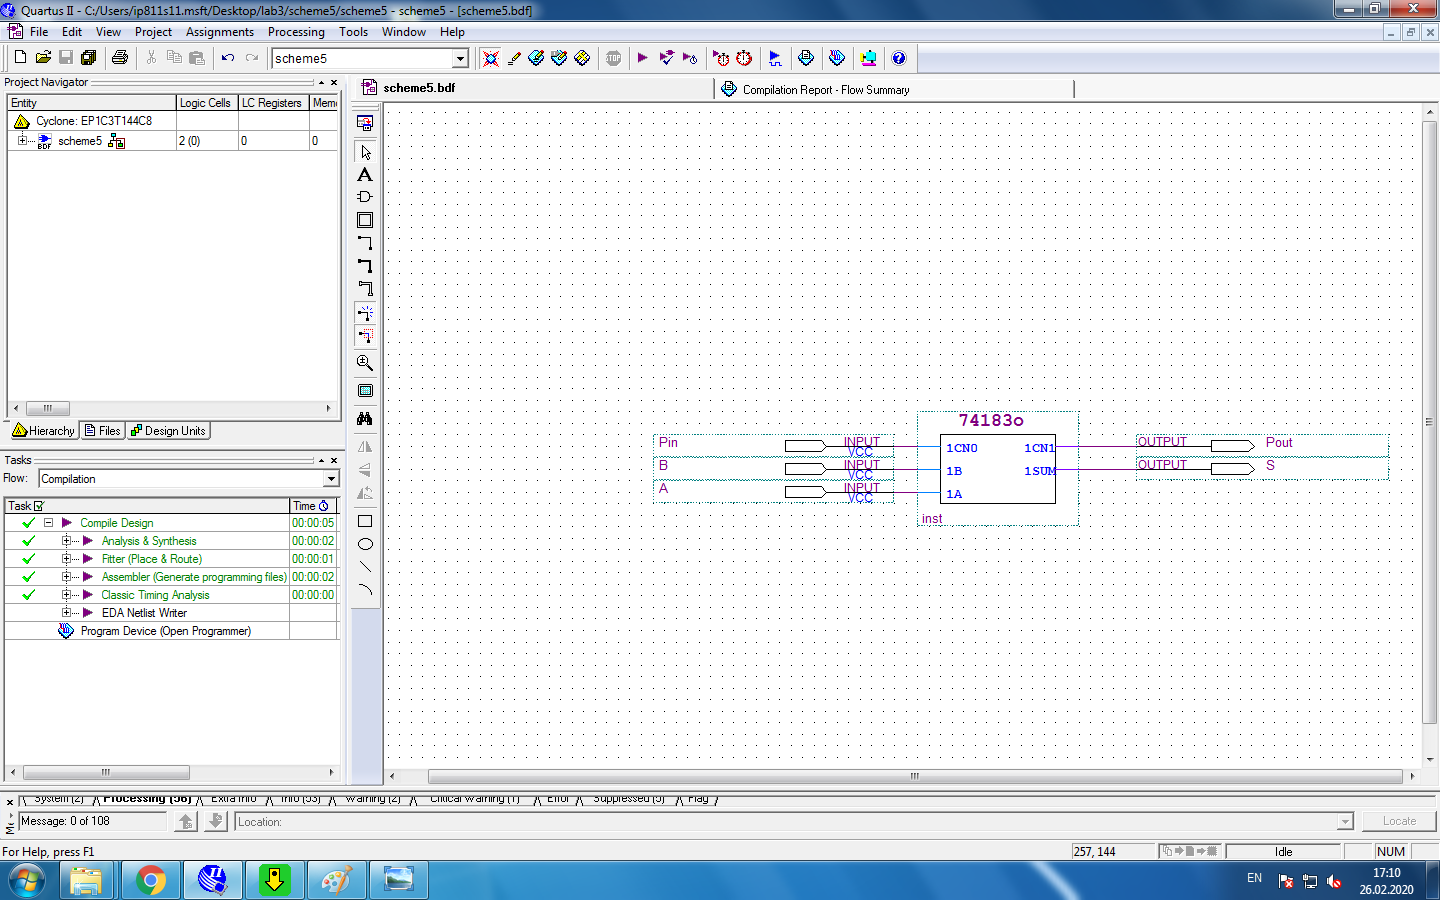 Quartus II - C:/Users/ip811s11.msft/Desktop/lab3/scheme5/scheme5 - scheme5 - [scheme5.bdf]
File Edit View Project Assignments Processing Tools Window Help
scheme5
STOP
Project Navigator
Entity Logic Cells LC Registers Mem
Cyclone: EP1C3T144C8
BDF scheme5 2 (0) 0 0
Hierarchy Files Design Units
Tasks
Flow: Compilation
Task Time
Compile Design 00:00:05
Analysis & Synthesis 00:00:02
Fitter (Place & Route) 00:00:01
Assembler (Generate programming files) 00:00:02
Classic Timing Analysis 00:00:00
EDA Netlist Writer
Program Device (Open Programmer)
scheme5.bdf Compilation Report - Flow Summary
74183o
Pin INPUT VCC 1CN0 1CN1 OUTPUT Pout
B INPUT VCC 1B 1SUM OUTPUT S
A INPUT VCC 1A
inst
System (2) Processing (56) Extra Info Info (53) Warning (2) Critical Warning (1) Error Suppressed (5) Flag
Message: 0 of 108 Location: Locate
For Help, press F1 257, 144 Idle NUM
EN 17:10
26.02.2020